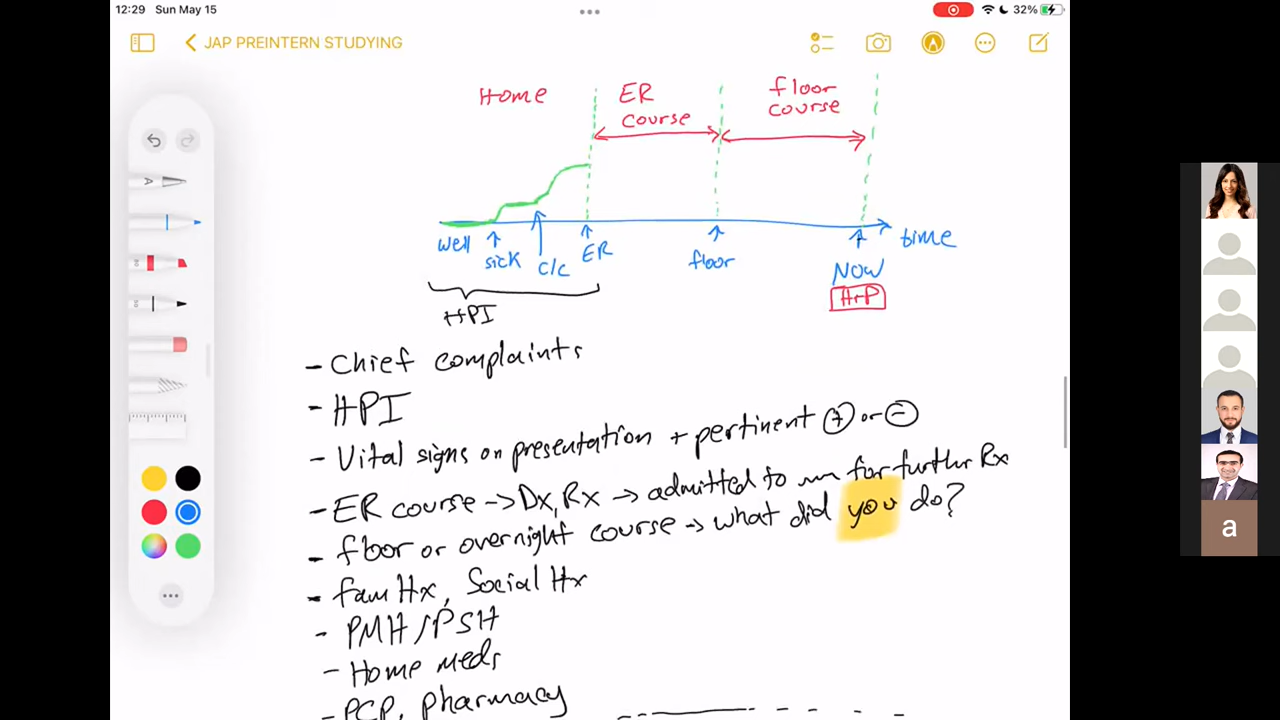 12:29 Sun May 15
32%
JAP PREINTERN STUDYING
Home
ER course
floor course
well
sick
c/c
ER
floor
NOW
H+P
time
HPI
- Chief complaints
- HPI
- Vital signs on presentation + pertinent + or -
- ER course → Dx, Rx → admitted to um for further Rx
- floor or overnight course → what did you do?
- fam Hx, Social Hx
- PMH/PSH
- Home meds
- PCP, pharmacy
A
a